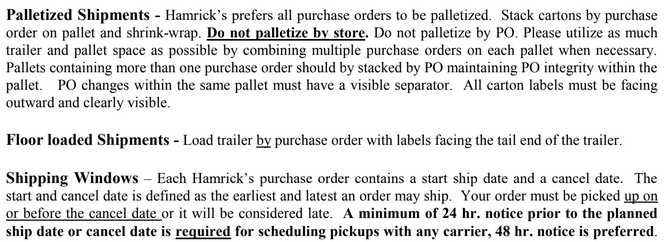 Palletized Shipments - Hamrick's prefers all purchase orders to be palletized. Stack cartons by purchase
order on pallet and shrink-wrap. Do not palletize by store. Do not palletize by PO. Please utilize as much
trailer and pallet space as possible by combining multiple purchase orders on each pallet when necessary.
Pallets containing more than one purchase order should by stacked by PO maintaining PO integrity within the
pallet. PO changes within the same pallet must have a visible separator. All carton labels must be facing
outward and clearly visible.
Floor loaded Shipments - Load trailer by purchase order with labels facing the tail end of the trailer.
Shipping Windows – Each Hamrick's purchase order contains a start ship date and a cancel date. The
start and cancel date is defined as the earliest and latest an order may ship. Your order must be picked up on
or before the cancel date or it will be considered late. A minimum of 24 hr. notice prior to the planned
ship date or cancel date is required for scheduling pickups with any carrier, 48 hr. notice is preferred.